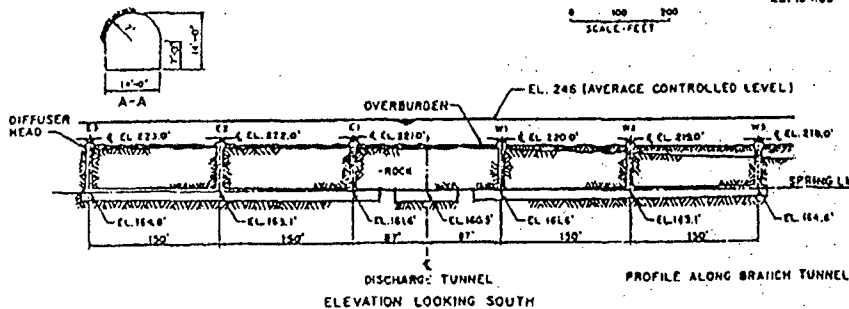 0 100 200
SCALE-FEET
7'-0"
14'-0"
14'-0"
A-A
EL. 246 (AVERAGE CONTROLLED LEVEL)
OVERBURDEN
DIFFUSER
HEAD
E3
E2
E1
W1
W2
W3
℄ EL. 223.0'
℄ EL. 222.0'
℄ EL. 221.0'
℄ EL. 220.0'
℄ EL. 219.0'
℄ EL. 218.0'
ROCK
SPRING
EL. 163.1'
EL. 161.6'
EL. 160.5'
EL. 161.6'
EL. 163.1'
EL. 164.6'
150'
150'
87'
87'
150'
150'
DISCHARGE TUNNEL
PROFILE ALONG BRANCH TUNNEL
ELEVATION LOOKING SOUTH